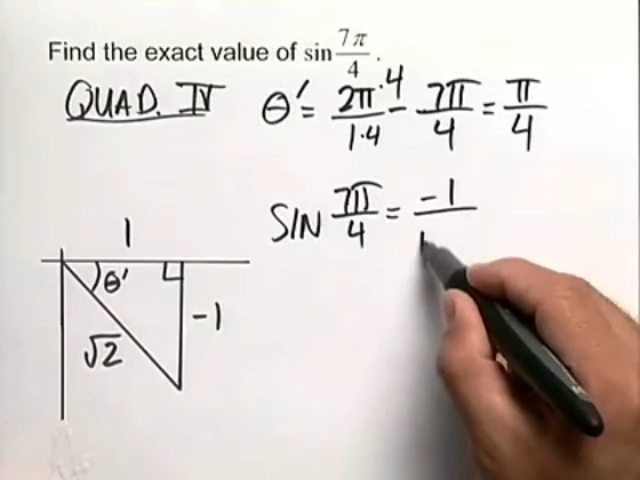 Find the exact value of sin 7π/4 .
QUAD. IV θ' = 2π·4/1·4 - 7π/4 = π/4
SIN 7π/4 = -1/
1
θ'
-1
√2